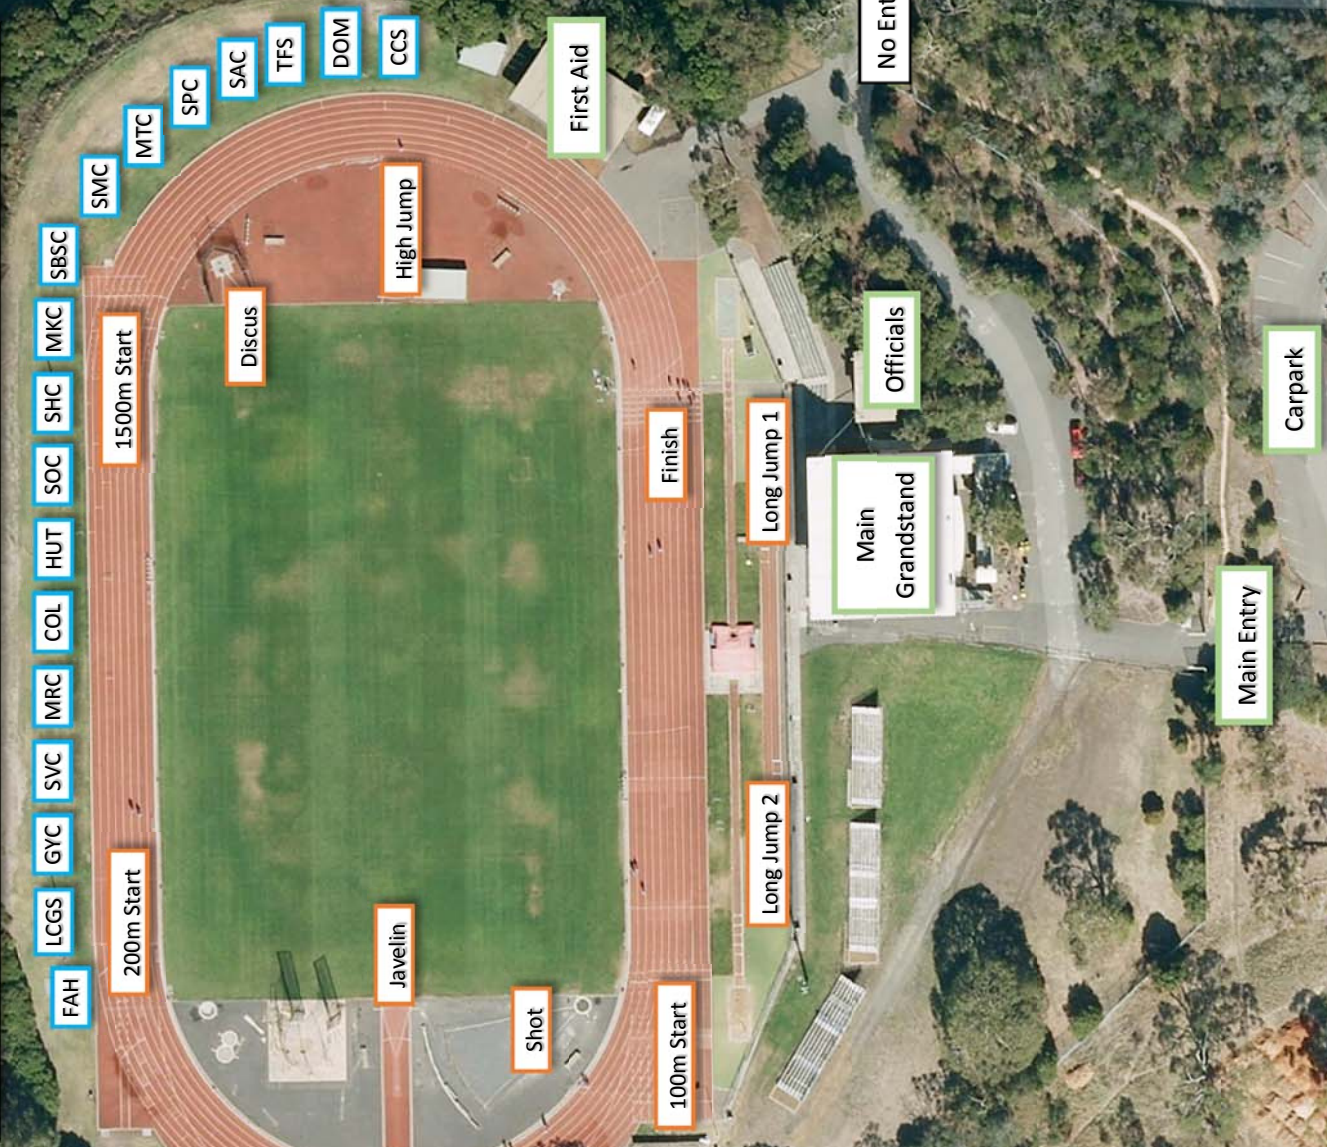 FAH
LCGS
GYC
SVC
MRC
COL
HUT
SOC
SHC
MKC
SBSC
SMC
MTC
SPC
SAC
TFS
DOM
CCS
200m Start
1500m Start
Discus
Javelin
High Jump
Shot
First Aid
100m Start
Finish
Long Jump 2
Long Jump 1
Main
Grandstand
Officials
No Ent
Main Entry
Carpark